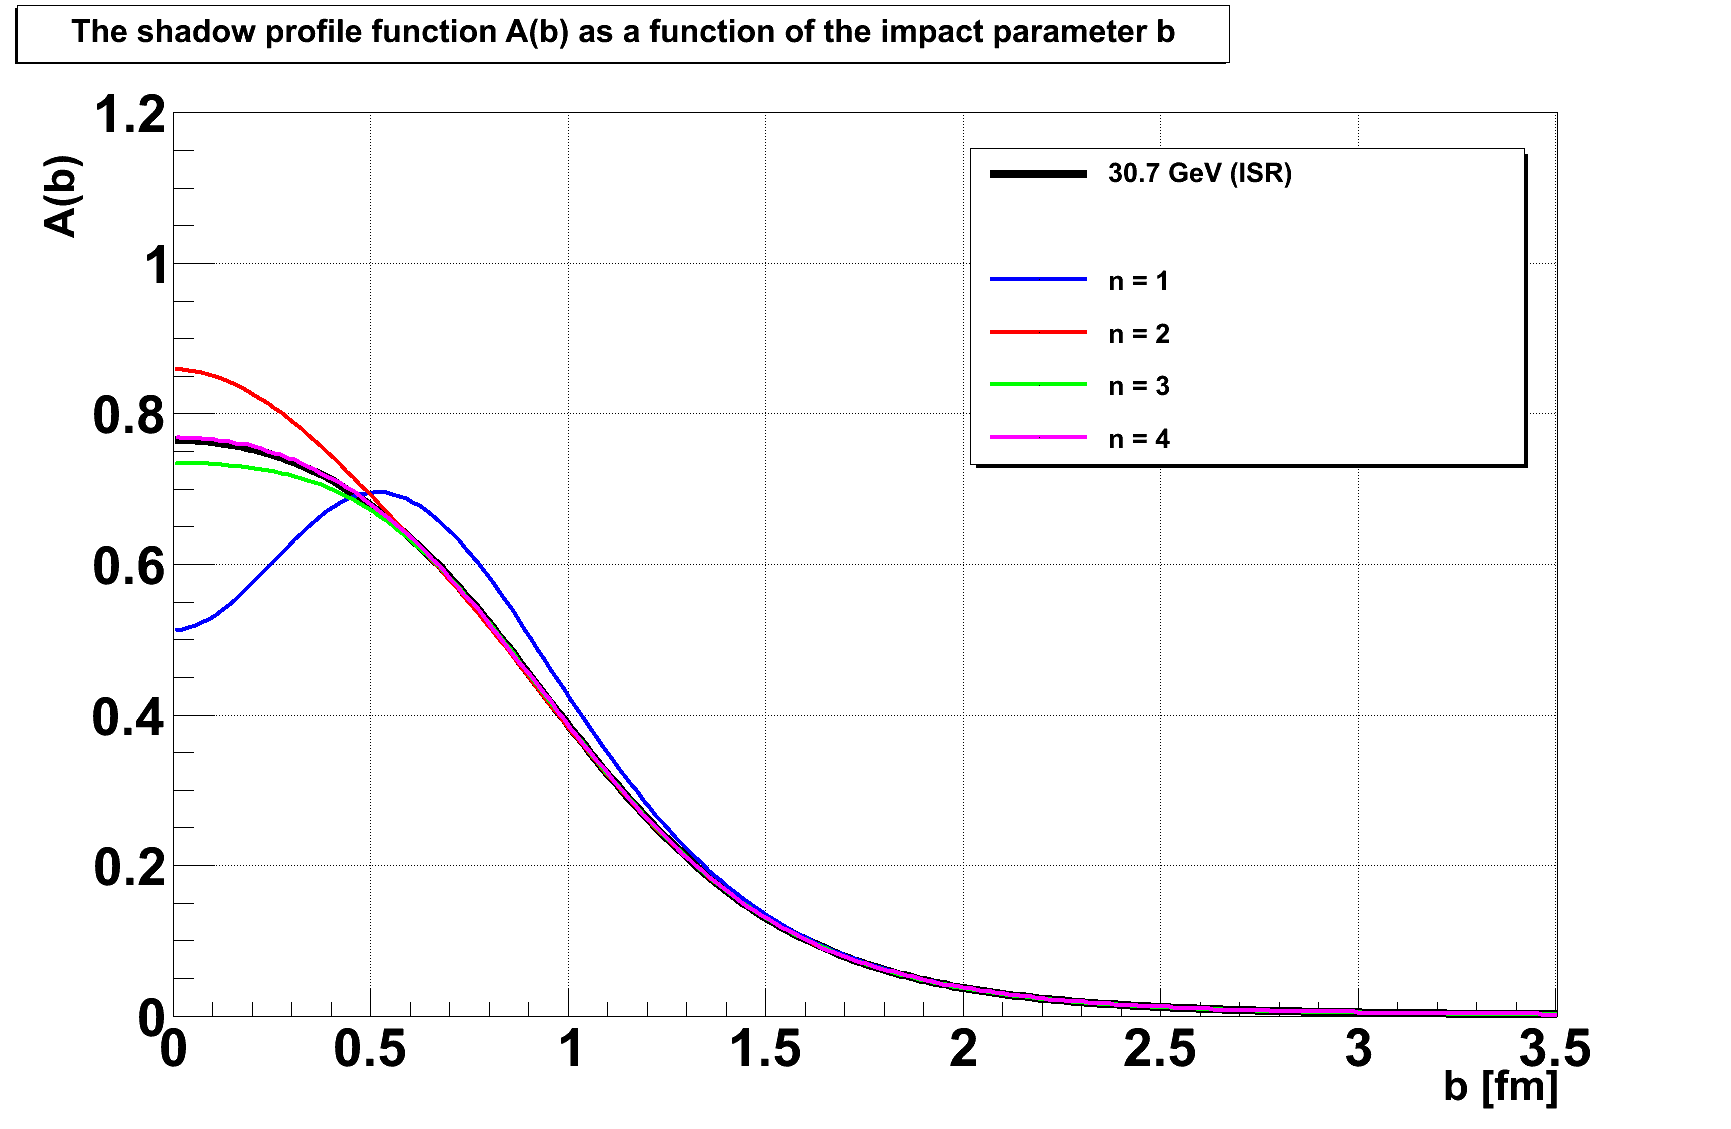 The shadow profile function A(b) as a function of the impact parameter b
A(b)
1.2
1
0.8
0.6
0.4
0.2
0
30.7 GeV (ISR)
n = 1
n = 2
n = 3
n = 4
0 0.5 1 1.5 2 2.5 3 3.5
b [fm]